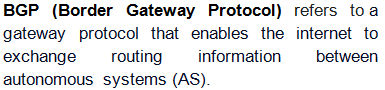 BGP (Border Gateway Protocol) refers to a
gateway protocol that enables the internet to
exchange routing information between
autonomous systems (AS).